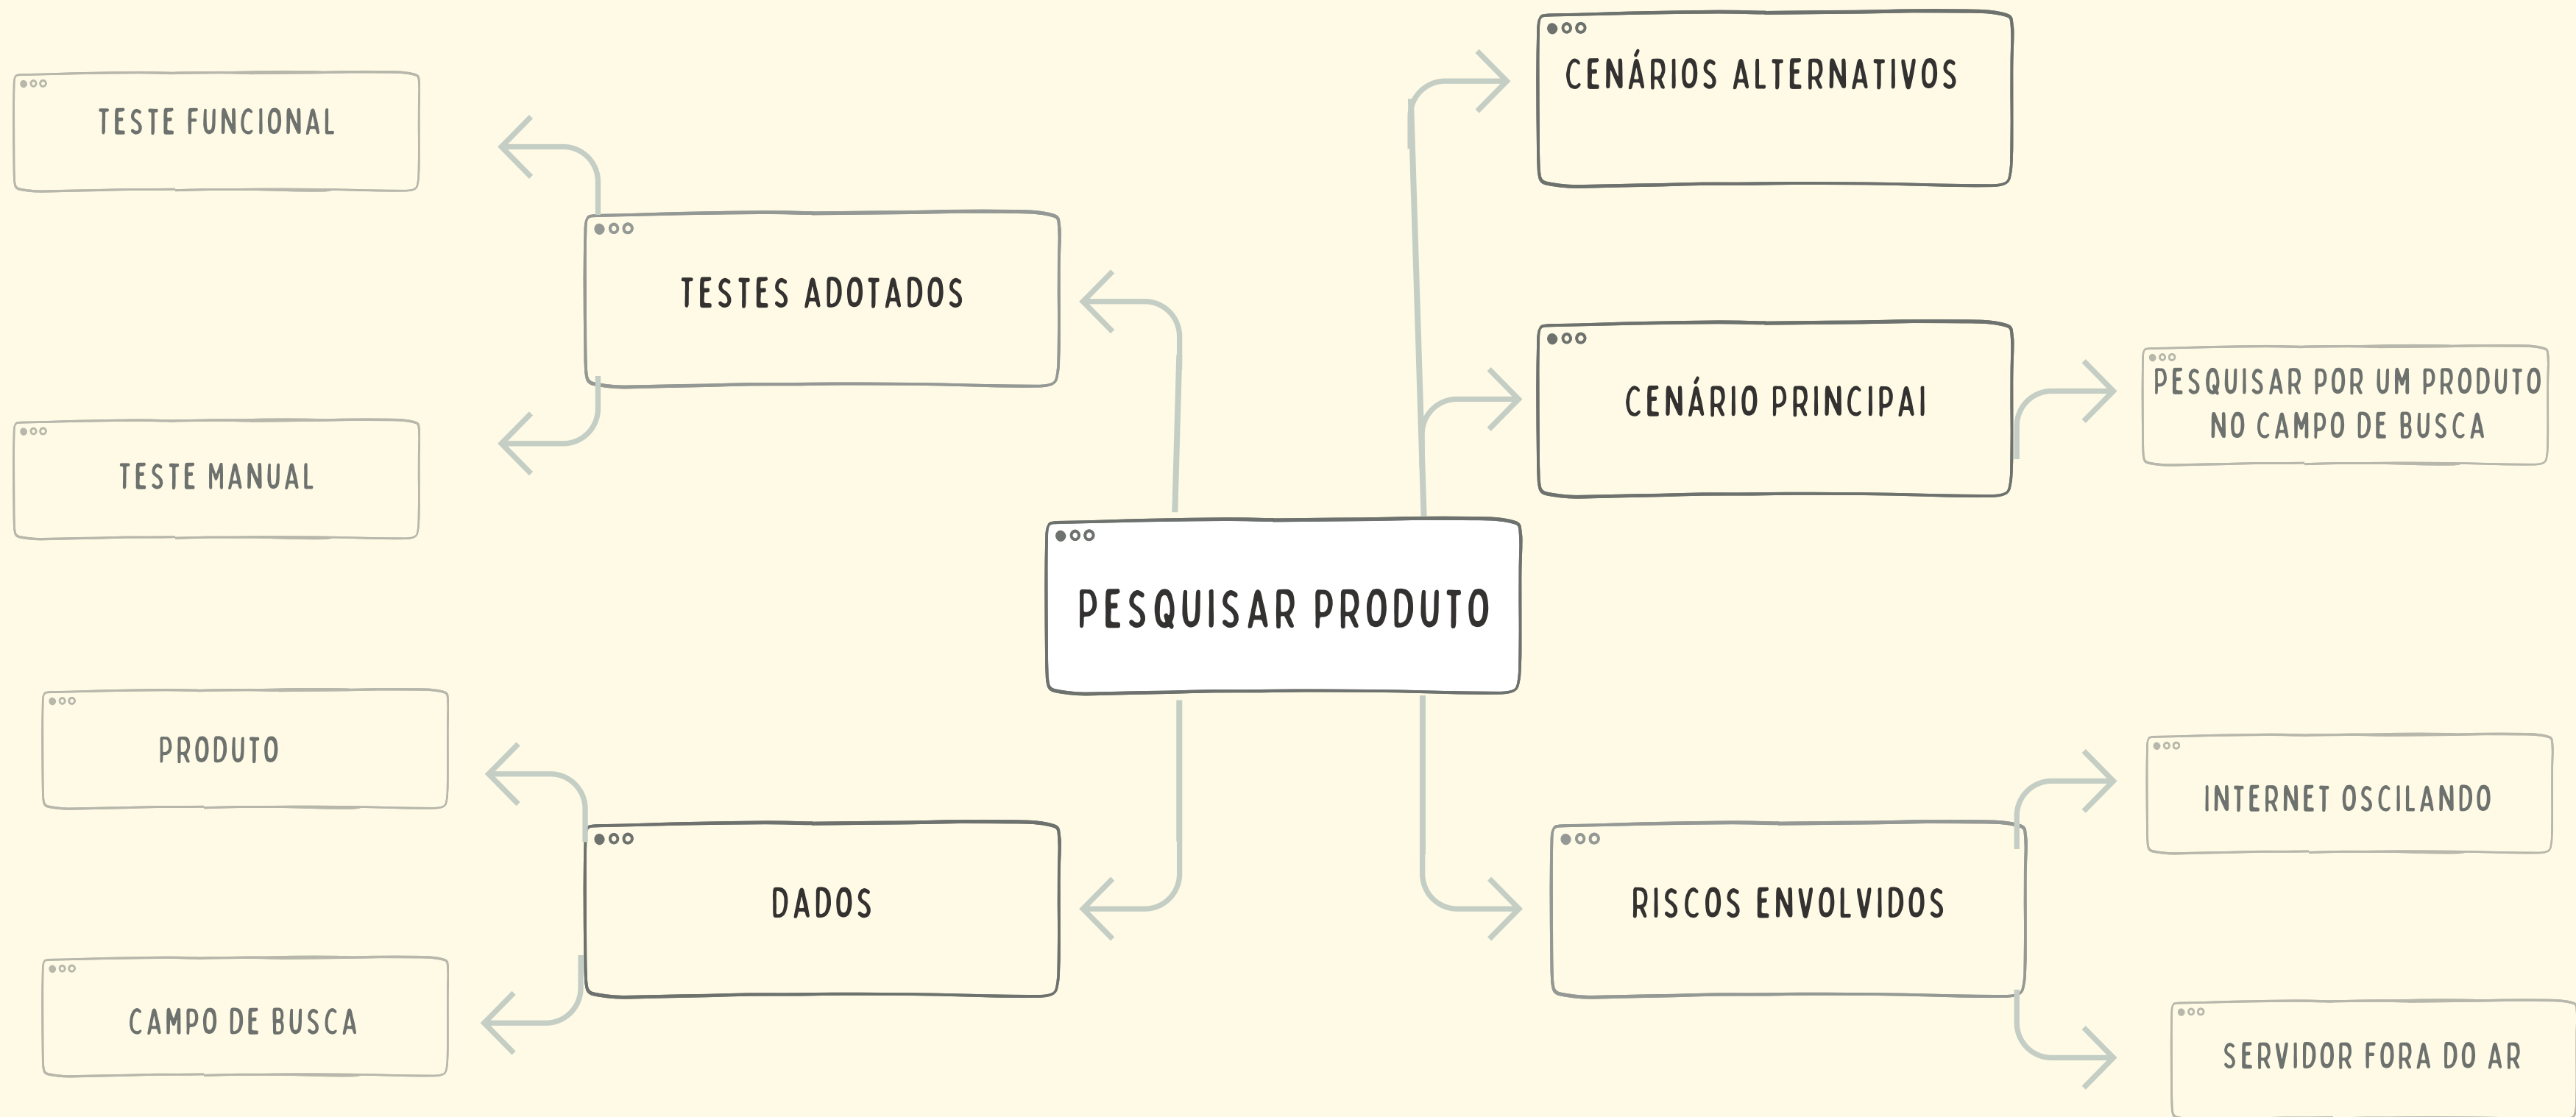 CENÁRIOS ALTERNATIVOS
TESTE FUNCIONAL
TESTES ADOTADOS
CENÁRIO PRINCIPAI
PESQUISAR POR UM PRODUTO
NO CAMPO DE BUSCA
TESTE MANUAL
PESQUISAR PRODUTO
PRODUTO
INTERNET OSCILANDO
DADOS
RISCOS ENVOLVIDOS
CAMPO DE BUSCA
SERVIDOR FORA DO AR